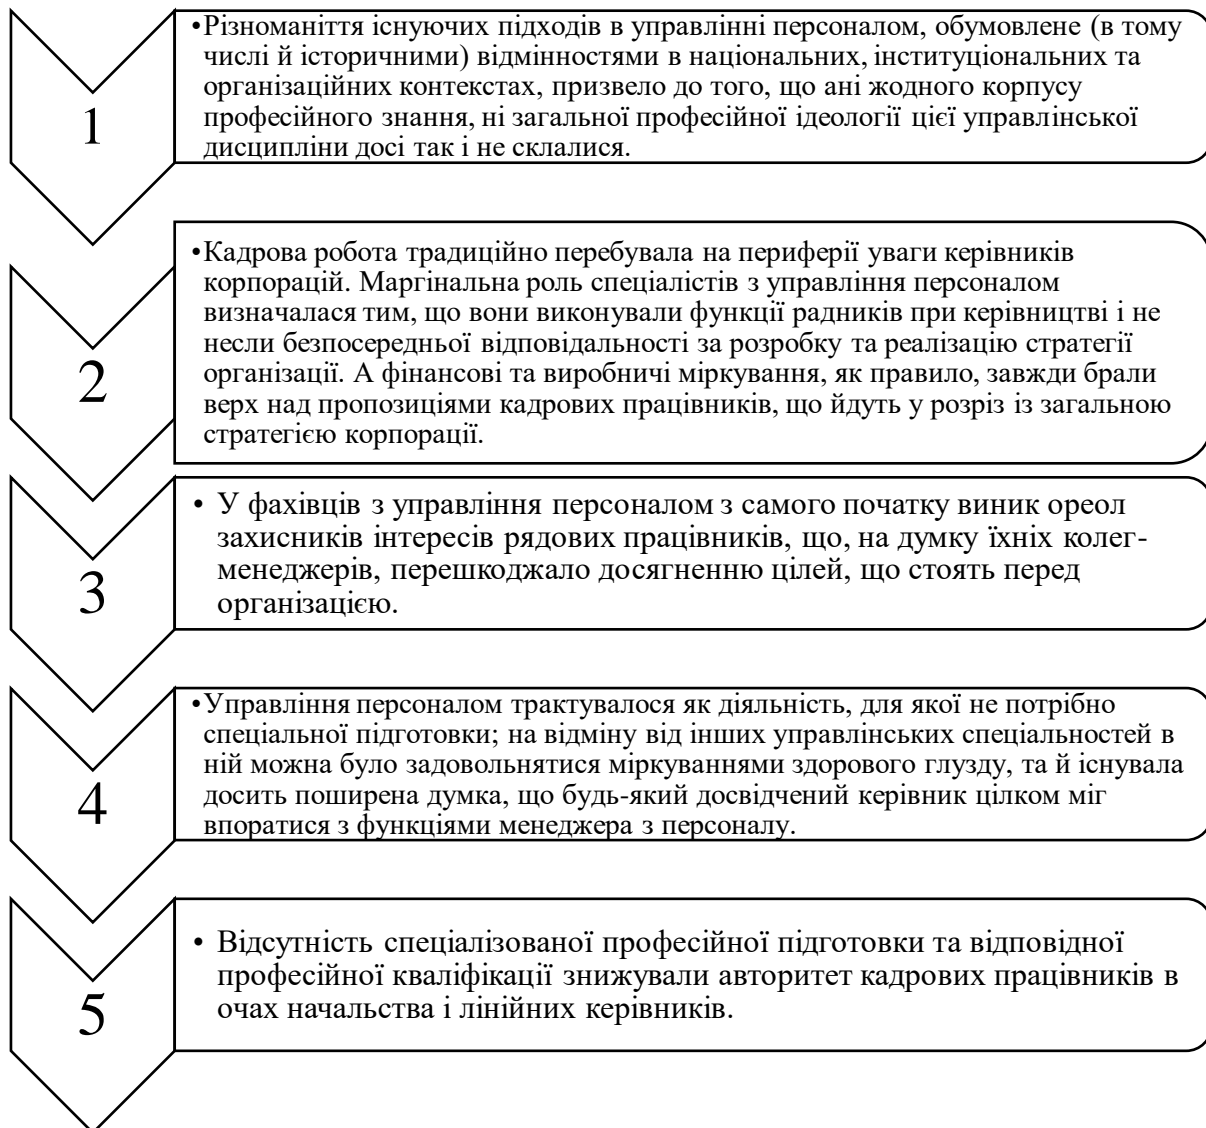 •Різноманіття існуючих підходів в управлінні персоналом, обумовлене (в тому
числі й історичними) відмінностями в національних, інституціональних та
організаційних контекстах, призвело до того, що ані жодного корпусу
професійного знання, ні загальної професійної ідеології цієї управлінської
дисципліни досі так і не склалися.
1
•Кадрова робота традиційно перебувала на периферії уваги керівників
корпорацій. Маргінальна роль спеціалістів з управління персоналом
визначалася тим, що вони виконували функції радників при керівництві і не
несли безпосередньої відповідальності за розробку та реалізацію стратегії
організації. А фінансові та виробничі міркування, як правило, завжди брали
верх над пропозиціями кадрових працівників, що йдуть у розріз із загальною
стратегією корпорації.
2
• У фахівців з управління персоналом з самого початку виник ореол
захисників інтересів рядових працівників, що, на думку їхніх колег-
менеджерів, перешкоджало досягненню цілей, що стоять перед
організацією.
3
•Управління персоналом трактувалося як діяльність, для якої не потрібно
спеціальної підготовки; на відміну від інших управлінських спеціальностей в
ній можна було задовольнятися міркуваннями здорового глузду, та й існувала
досить поширена думка, що будь-який досвідчений керівник цілком міг
впоратися з функціями менеджера з персоналу.
4
• Відсутність спеціалізованої професійної підготовки та відповідної
професійної кваліфікації знижували авторитет кадрових працівників в
очах начальства і лінійних керівників.
5